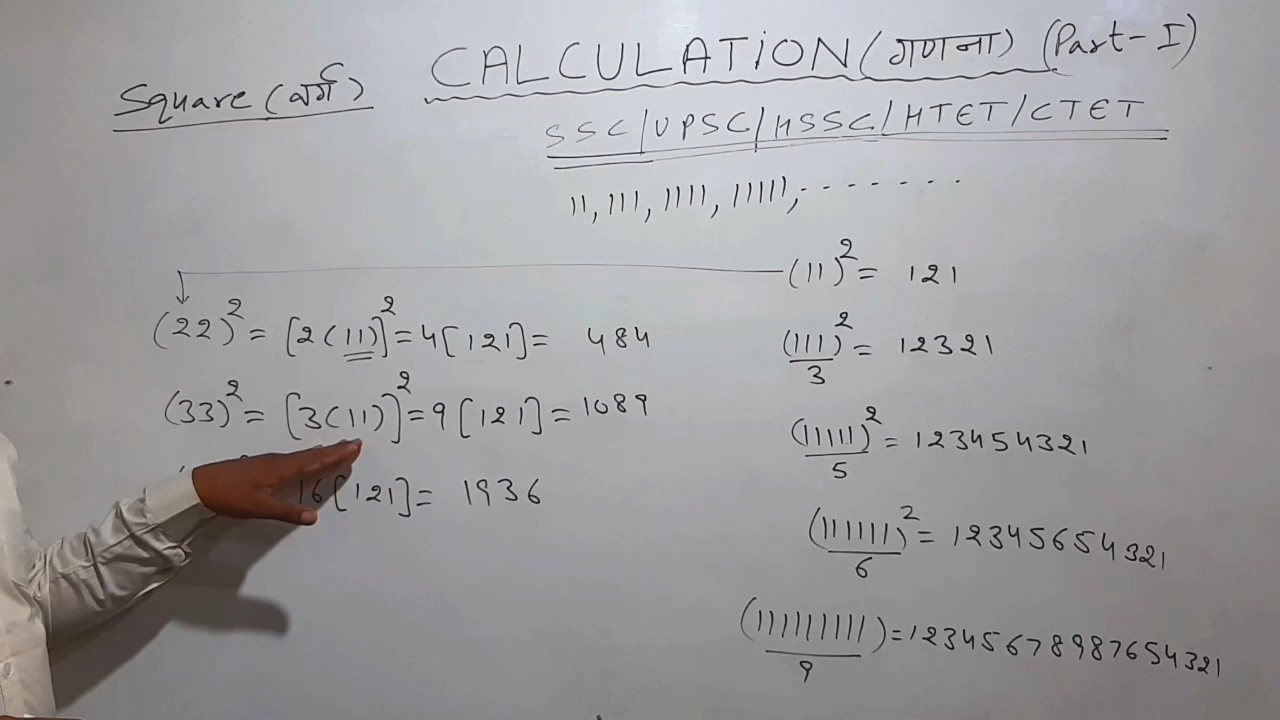 CALCULATION (गणना) (Part-I)
Square (वर्ग)
SSC/UPSC/HSSC/HTET/CTET
11, 111, 1111, 11111, -------
(11)² = 121
(22)² = [2(11)]² = 4[121] = 484
(111)² = 12321
3
(33)² = [3(11)]² = 9[121] = 1089
(11111)² = 123454321
5
16[121] = 1936
(111111)² = 12345654321
6
(111111111) = 12345678987654321
9